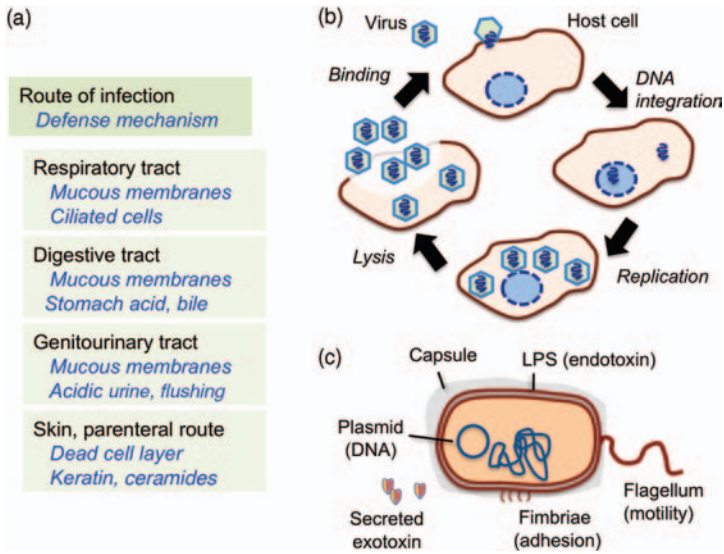 (a)
Route of infection
Defense mechanism
Respiratory tract
Mucous membranes
Ciliated cells
Digestive tract
Mucous membranes
Stomach acid, bile
Genitourinary tract
Mucous membranes
Acidic urine, flushing
Skin, parenteral route
Dead cell layer
Keratin, ceramides
(b)
Virus
Host cell
Binding
DNA
integration
Lysis
Replication
(c)
Capsule
LPS (endotoxin)
Plasmid
(DNA)
Secreted
exotoxin
Fimbriae
(adhesion)
Flagellum
(motility)